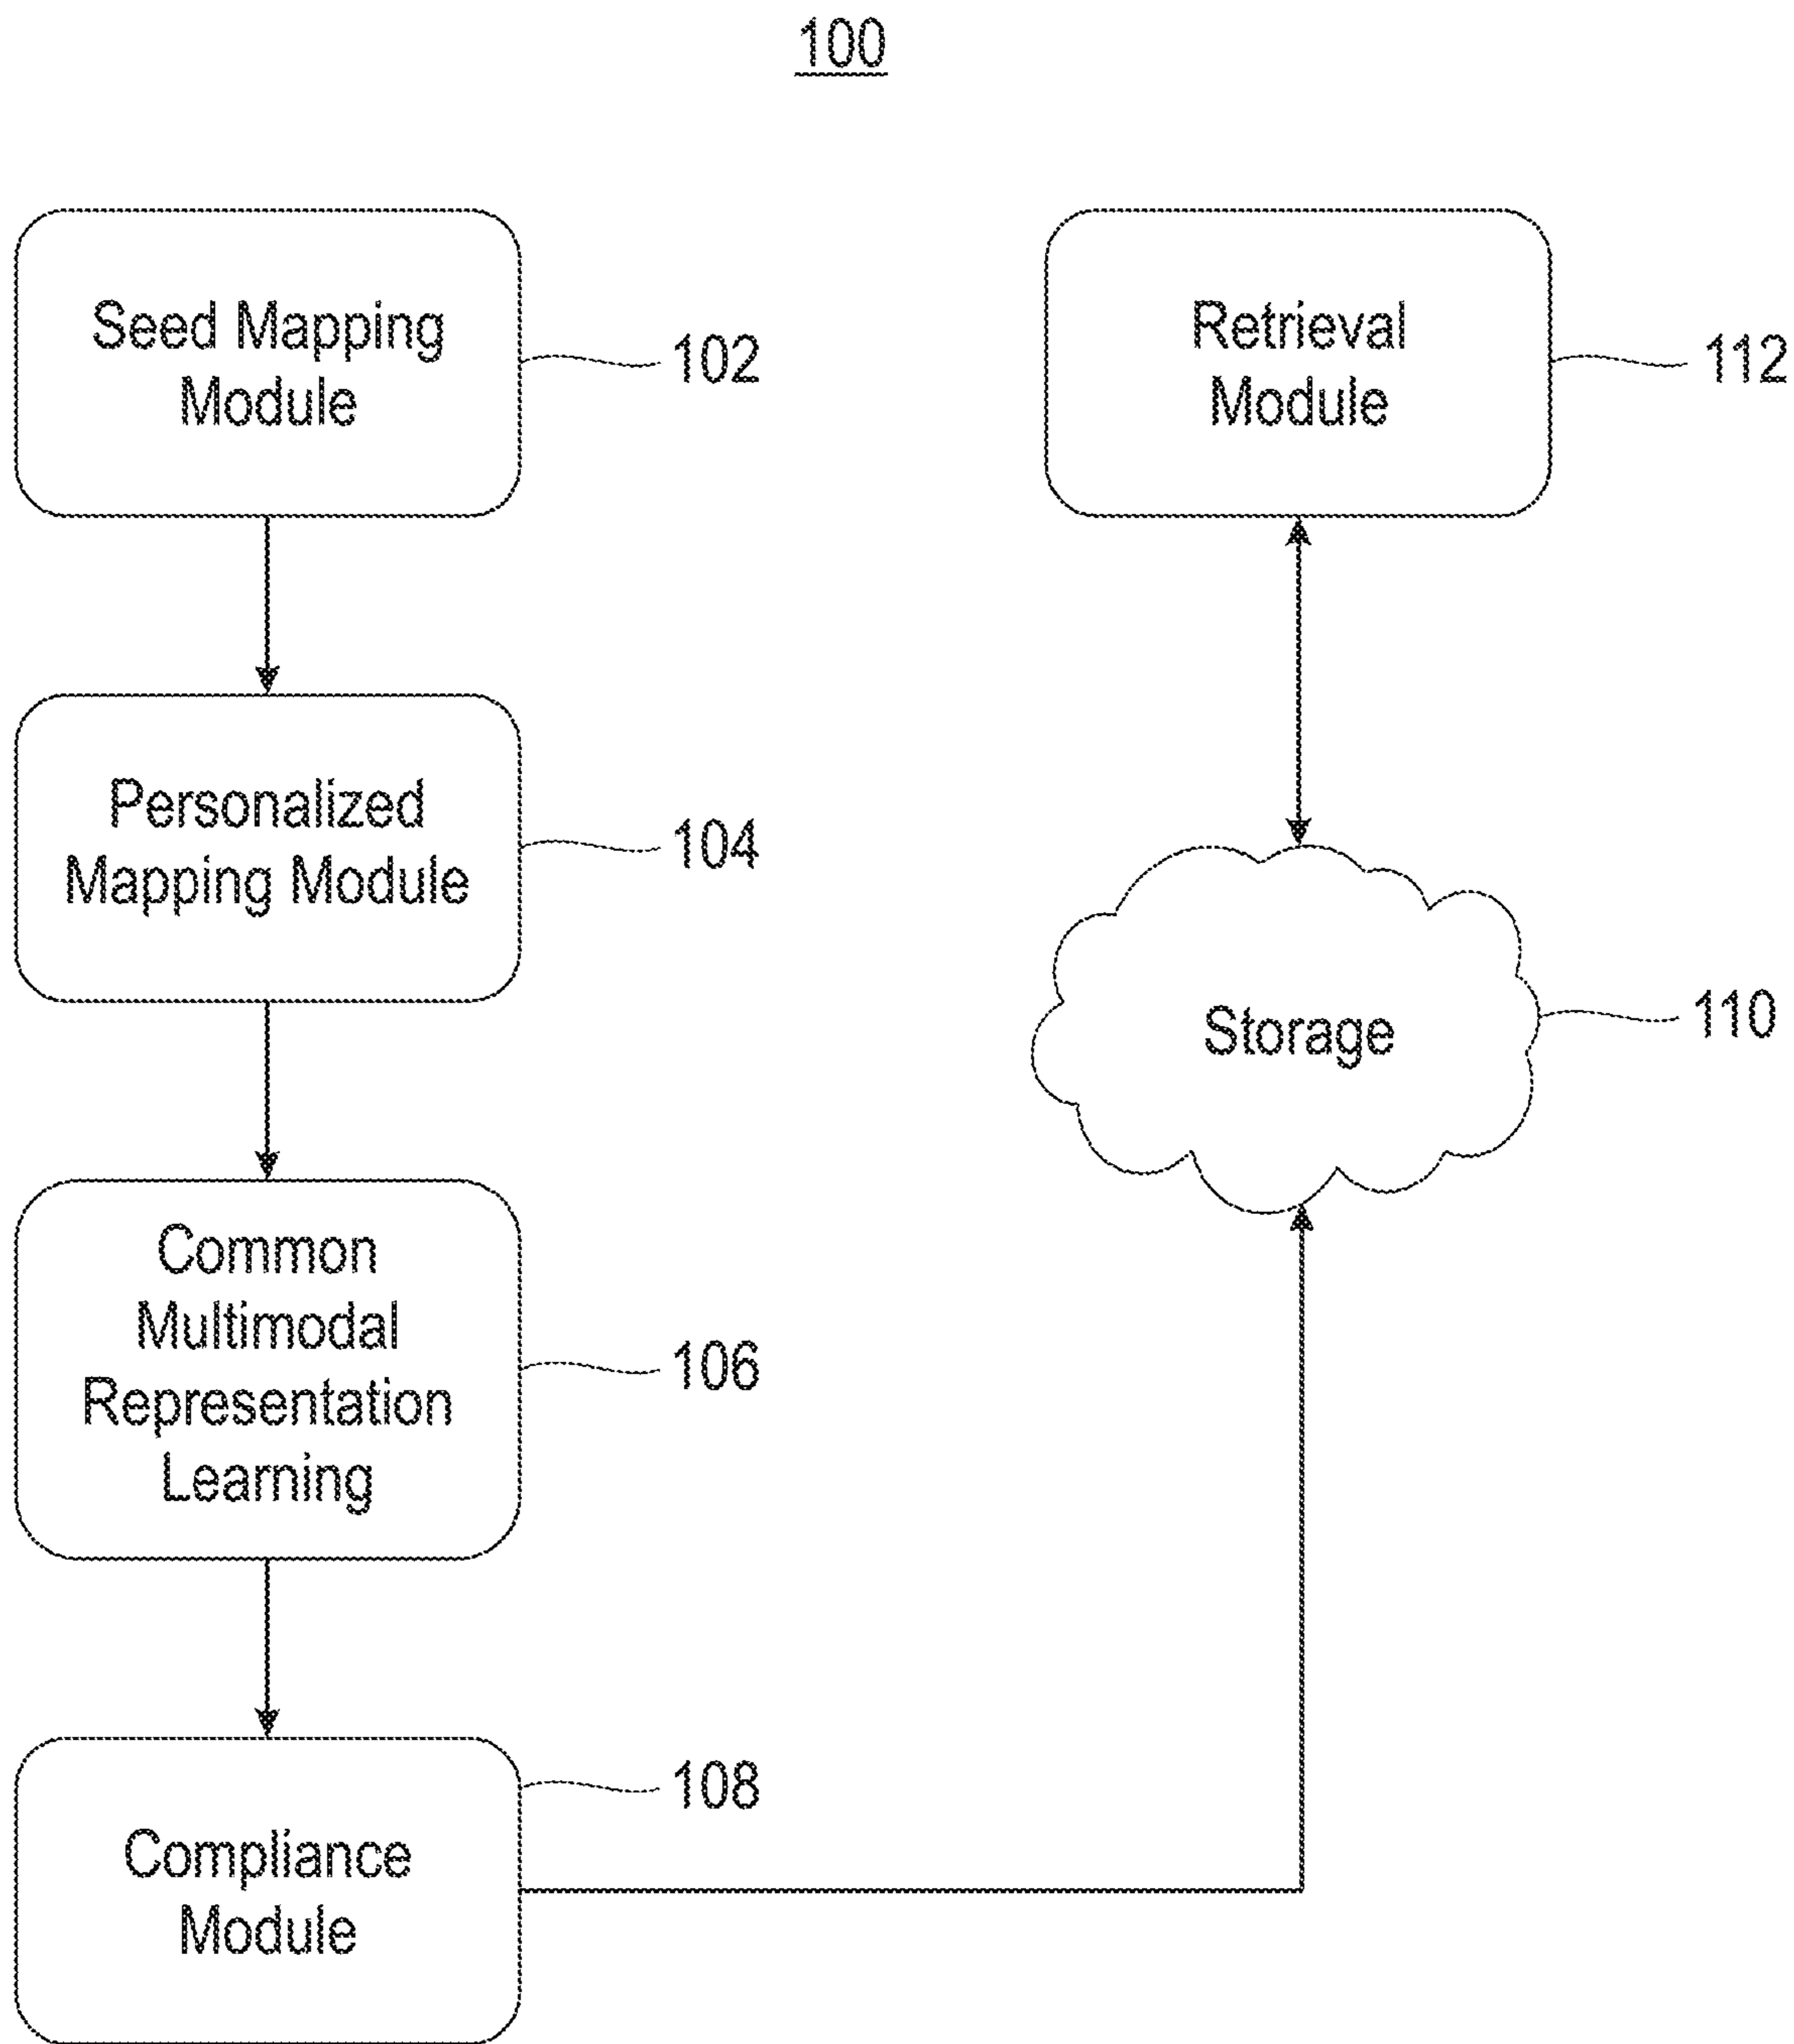 100
Seed Mapping
Module
102
Retrieval
Module
112
Personalized
Mapping Module
104
Storage
110
Common
Multimodal
Representation
Learning
106
Compliance
Module
108